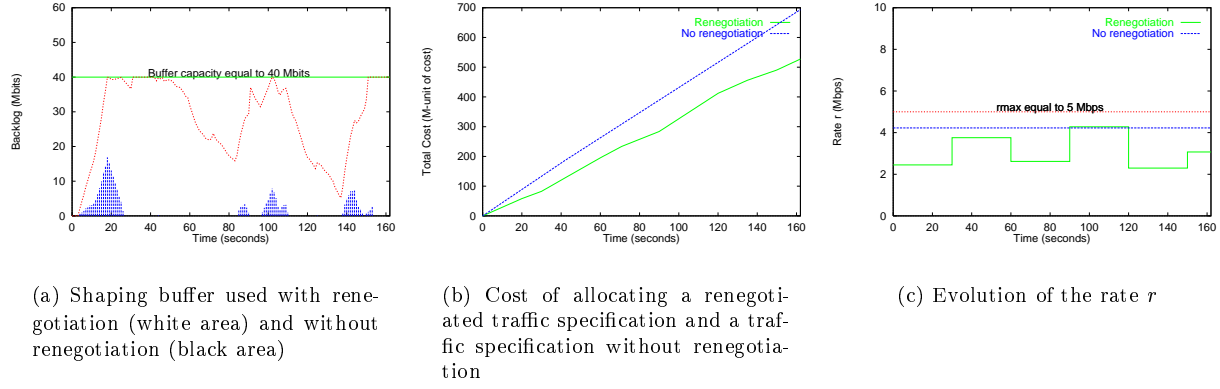 60
50
40
30
20
10
0
Backlog (Mbits)
Buffer capacity equal to 40 Mbits
0 20 40 60 80 100 120 140 160
Time (seconds)
700
600
500
400
300
200
100
0
Total Cost (M-unit of cost)
Renegotiation
No renegotiation
0 20 40 60 80 100 120 140 160
Time (seconds)
10
8
6
4
2
0
Rate r (Mbps)
Renegotiation
No renegotiation
rmax equal to 5 Mbps
0 20 40 60 80 100 120 140 160
Time (seconds)
(a) Shaping buffer used with rene-
gotiation (white area) and without
renegotiation (black area)
(b) Cost of allocating a renegoti-
ated traffic specification and a traf-
fic specification without renegotia-
tion
(c) Evolution of the rate r